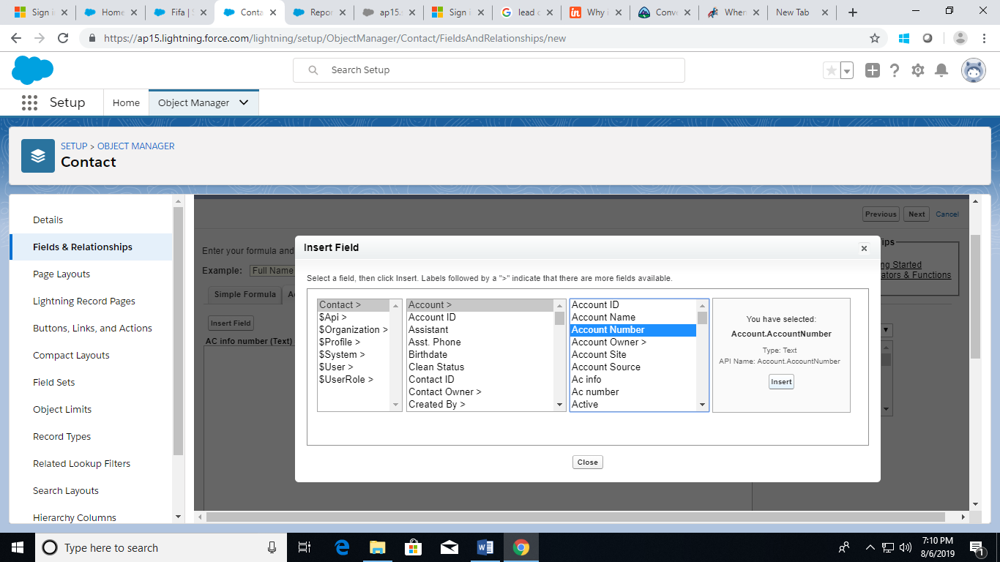 Sign i
Home
Fifa | S
Conta
Repor
ap15.s
Sign i
lead c
Why i
Conve
When
New Tab
https://ap15.lightning.force.com/lightning/setup/ObjectManager/Contact/FieldsAndRelationships/new
Search Setup
Setup
Home
Object Manager
SETUP > OBJECT MANAGER
Contact
Details
Fields & Relationships
Page Layouts
Lightning Record Pages
Buttons, Links, and Actions
Compact Layouts
Field Sets
Object Limits
Record Types
Related Lookup Filters
Search Layouts
Hierarchy Columns
Previous Next Cancel
Enter your formula and
Example: Full Name
ips
ng Started
ators & Functions
Simple Formula
Insert Field
AC info number (Text)
Insert Field
Select a field, then click Insert. Labels followed by a ">" indicate that there are more fields available.
Contact >
$Api >
$Organization >
$Profile >
$System >
$User >
$UserRole >
Account >
Account ID
Assistant
Asst. Phone
Birthdate
Clean Status
Contact ID
Contact Owner >
Created By >
Account ID
Account Name
Account Number
Account Owner >
Account Site
Account Source
Ac info
Ac number
Active
You have selected:
Account.AccountNumber
Type: Text
API Name: Account.AccountNumber
Insert
Close
Type here to search
7:10 PM
8/6/2019
1